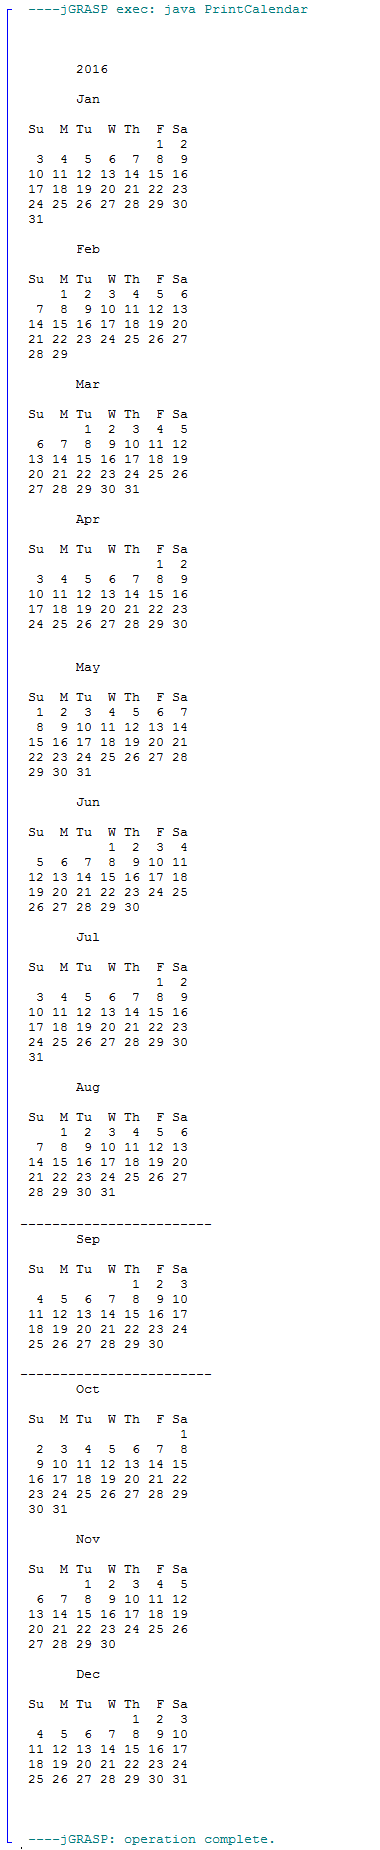 ----jGRASP exec: java PrintCalendar
2016
Jan
Su  M Tu  W Th  F Sa
                1  2
 3  4  5  6  7  8  9
10 11 12 13 14 15 16
17 18 19 20 21 22 23
24 25 26 27 28 29 30
31
Feb
Su  M Tu  W Th  F Sa
    1  2  3  4  5  6
 7  8  9 10 11 12 13
14 15 16 17 18 19 20
21 22 23 24 25 26 27
28 29
Mar
Su  M Tu  W Th  F Sa
       1  2  3  4  5
 6  7  8  9 10 11 12
13 14 15 16 17 18 19
20 21 22 23 24 25 26
27 28 29 30 31
Apr
Su  M Tu  W Th  F Sa
                1  2
 3  4  5  6  7  8  9
10 11 12 13 14 15 16
17 18 19 20 21 22 23
24 25 26 27 28 29 30
May
Su  M Tu  W Th  F Sa
 1  2  3  4  5  6  7
 8  9 10 11 12 13 14
15 16 17 18 19 20 21
22 23 24 25 26 27 28
29 30 31
Jun
Su  M Tu  W Th  F Sa
          1  2  3  4
 5  6  7  8  9 10 11
12 13 14 15 16 17 18
19 20 21 22 23 24 25
26 27 28 29 30
Jul
Su  M Tu  W Th  F Sa
                1  2
 3  4  5  6  7  8  9
10 11 12 13 14 15 16
17 18 19 20 21 22 23
24 25 26 27 28 29 30
31
Aug
Su  M Tu  W Th  F Sa
    1  2  3  4  5  6
 7  8  9 10 11 12 13
14 15 16 17 18 19 20
21 22 23 24 25 26 27
28 29 30 31
------------------------
Sep
Su  M Tu  W Th  F Sa
             1  2  3
 4  5  6  7  8  9 10
11 12 13 14 15 16 17
18 19 20 21 22 23 24
25 26 27 28 29 30
------------------------
Oct
Su  M Tu  W Th  F Sa
                   1
 2  3  4  5  6  7  8
 9 10 11 12 13 14 15
16 17 18 19 20 21 22
23 24 25 26 27 28 29
30 31
Nov
Su  M Tu  W Th  F Sa
       1  2  3  4  5
 6  7  8  9 10 11 12
13 14 15 16 17 18 19
20 21 22 23 24 25 26
27 28 29 30
Dec
Su  M Tu  W Th  F Sa
             1  2  3
 4  5  6  7  8  9 10
11 12 13 14 15 16 17
18 19 20 21 22 23 24
25 26 27 28 29 30 31
----jGRASP: operation complete.